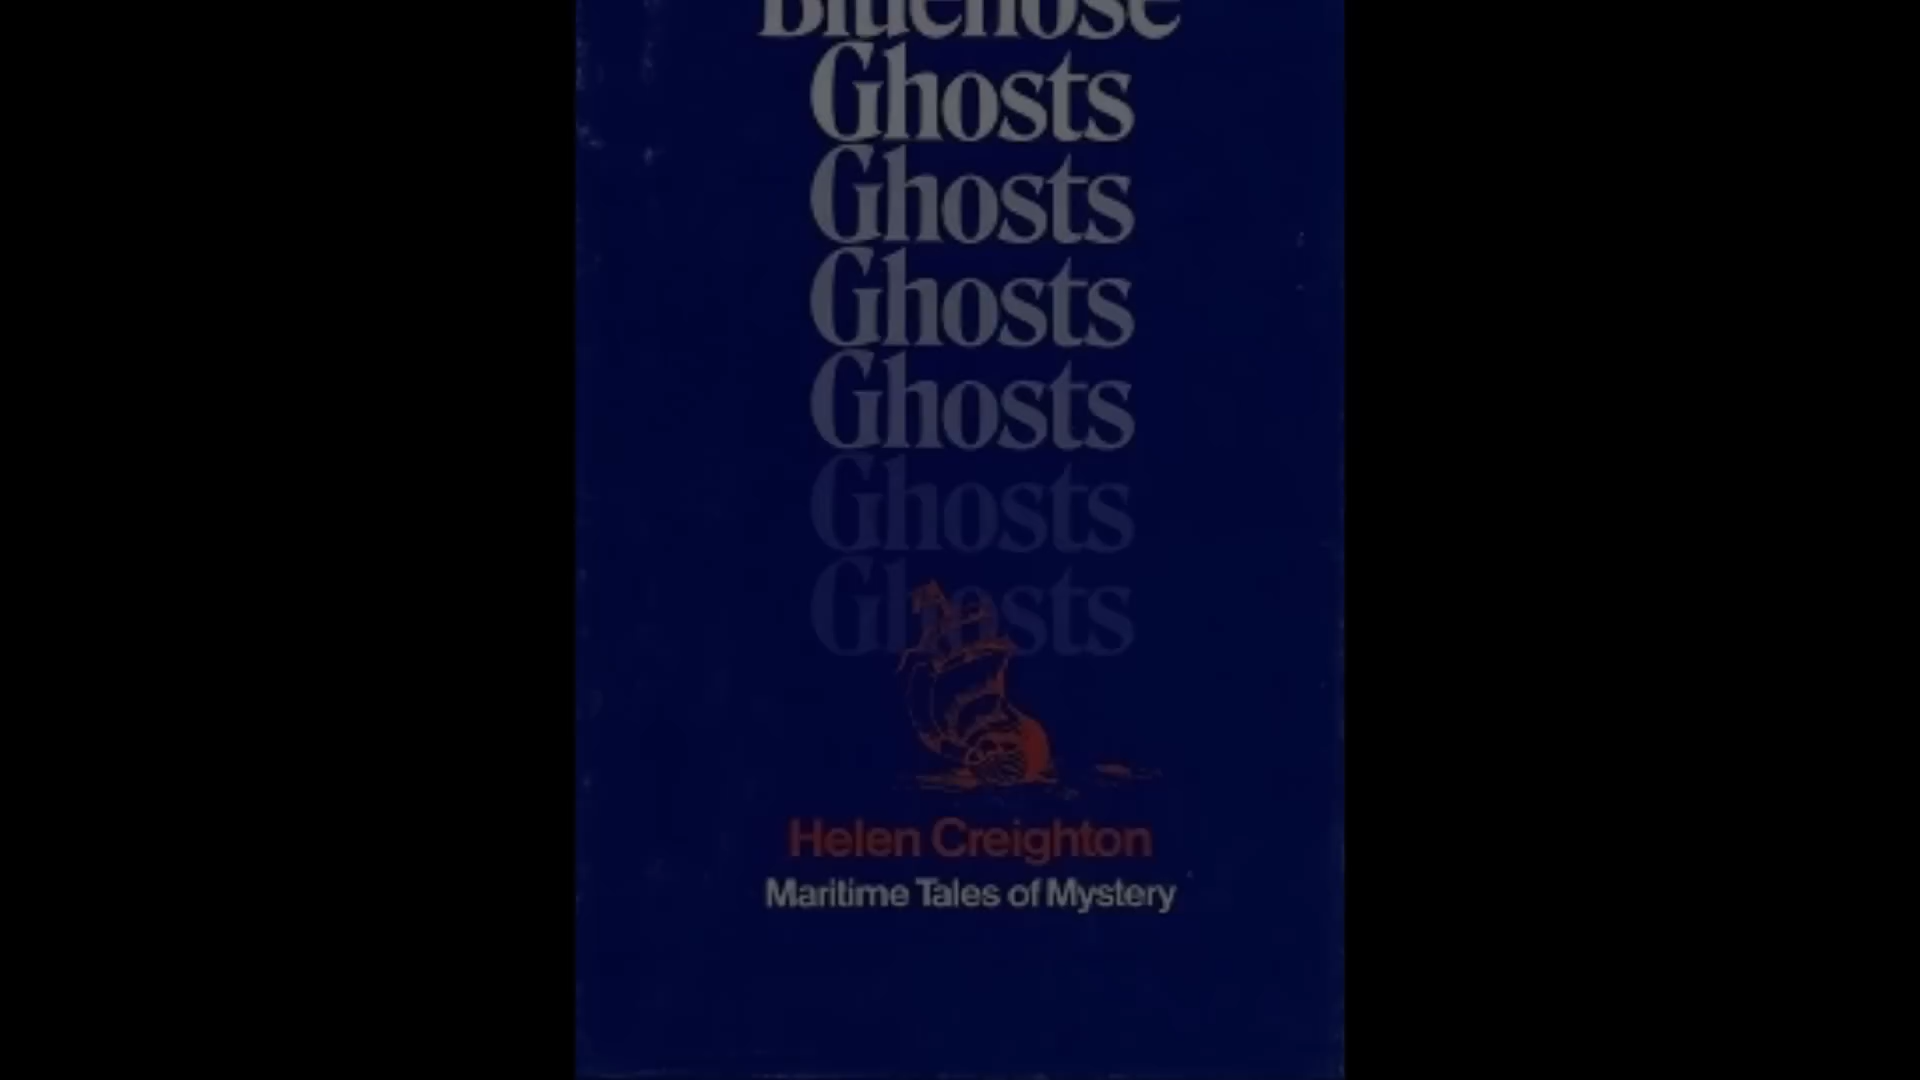 Bluenose
Ghosts
Ghosts
Ghosts
Ghosts
Ghosts
Ghosts
Helen Creighton
Maritime Tales of Mystery